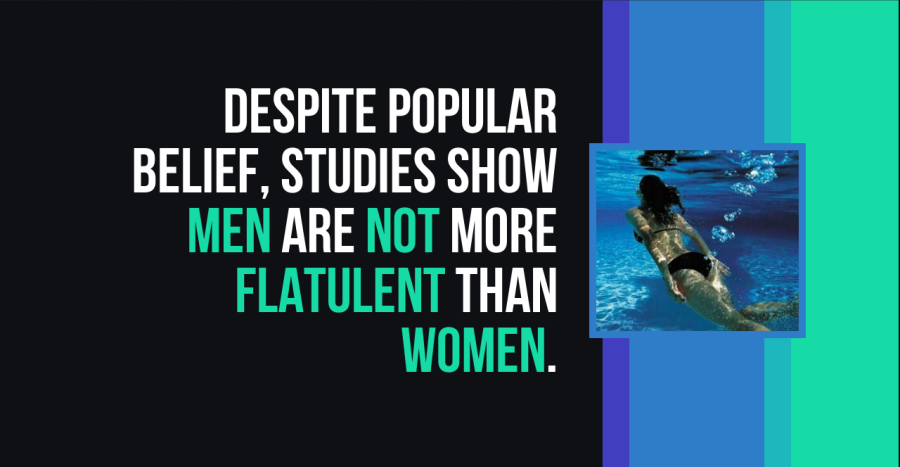 DESPITE POPULAR
BELIEF, STUDIES SHOW
MEN ARE NOT MORE
FLATULENT THAN
WOMEN.